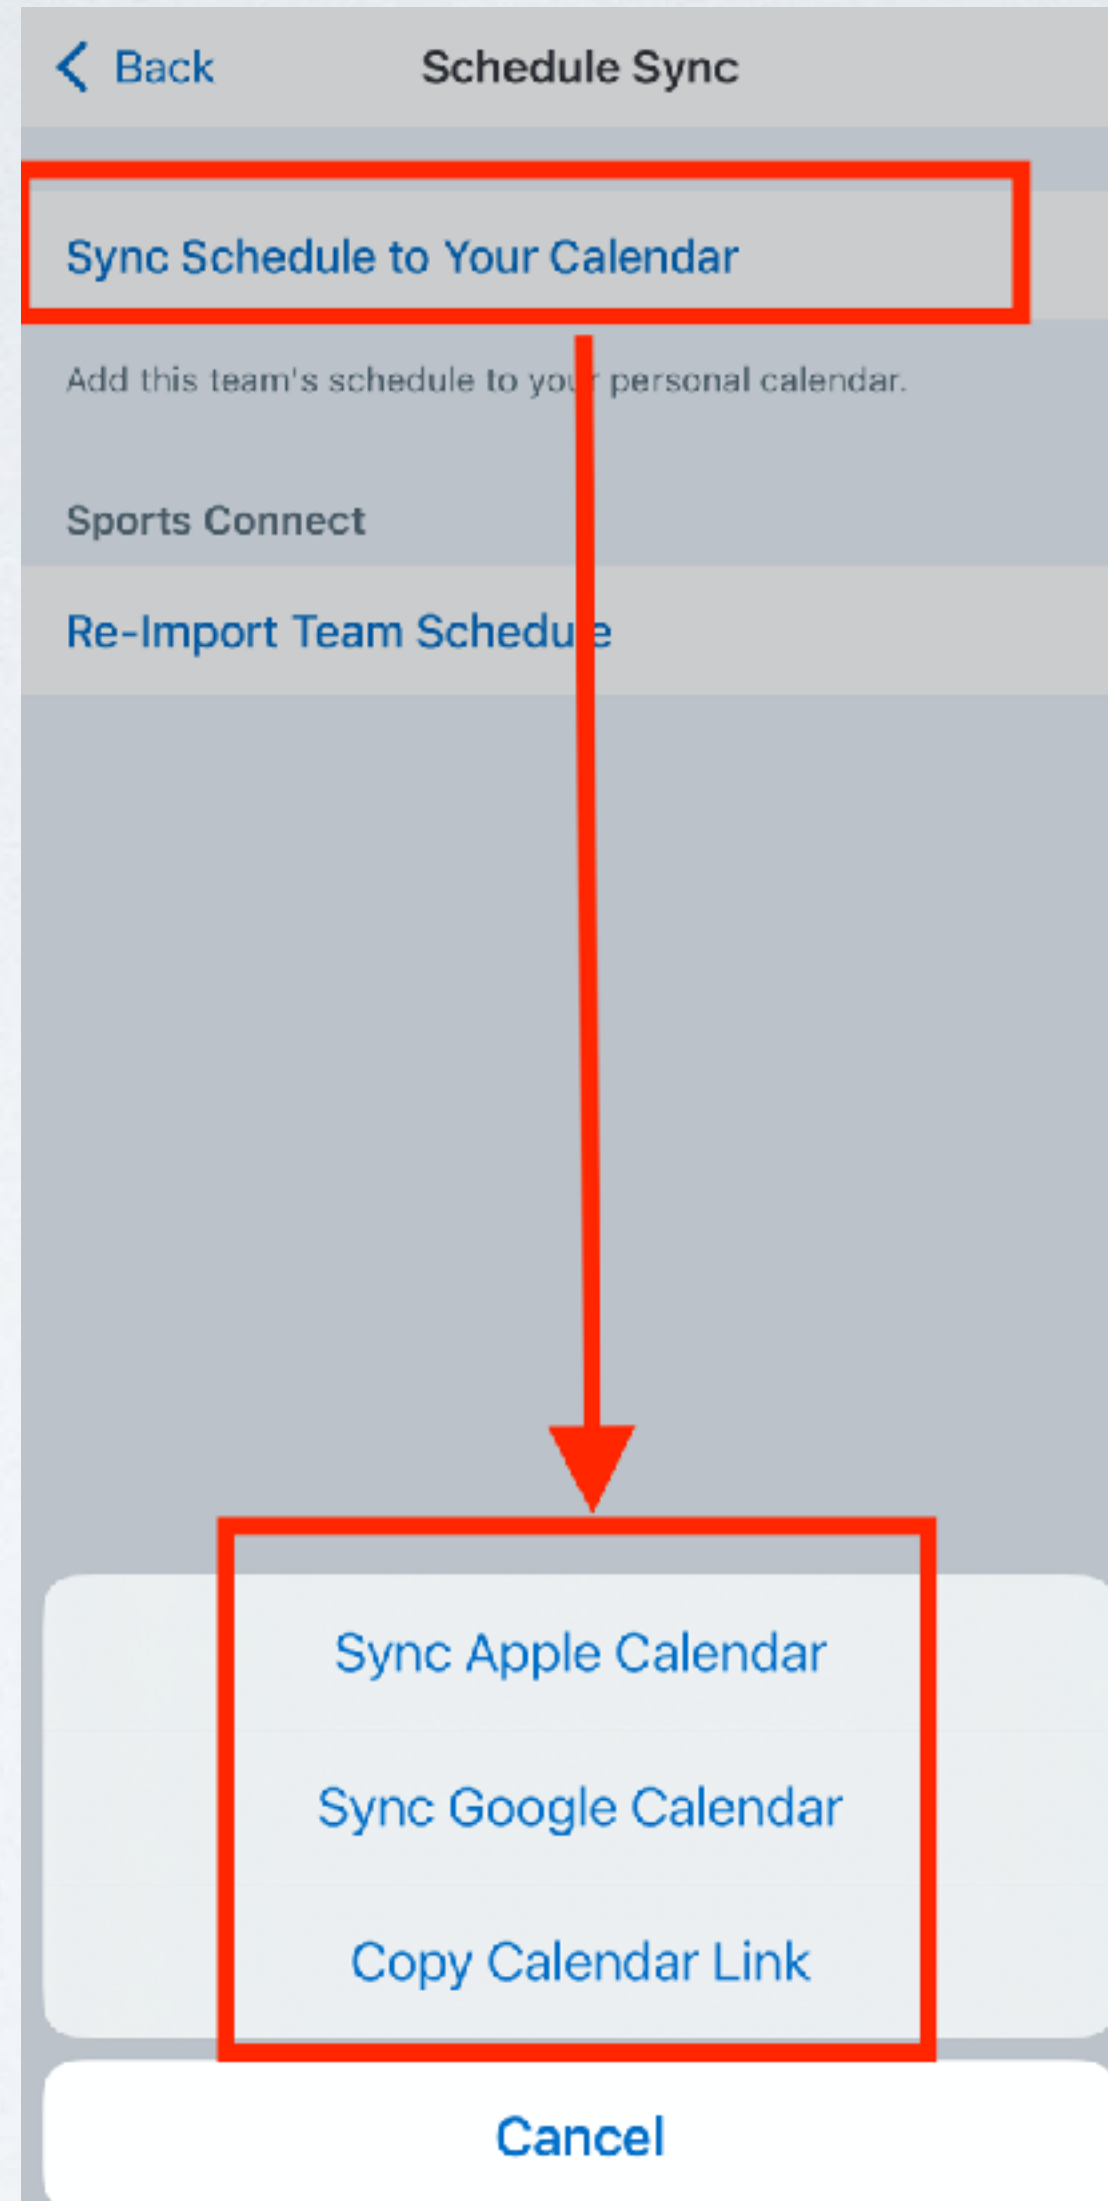 Back
Schedule Sync
Sync Schedule to Your Calendar
Add this team's schedule to your personal calendar.
Sports Connect
Re-Import Team Schedule
Sync Apple Calendar
Sync Google Calendar
Copy Calendar Link
Cancel